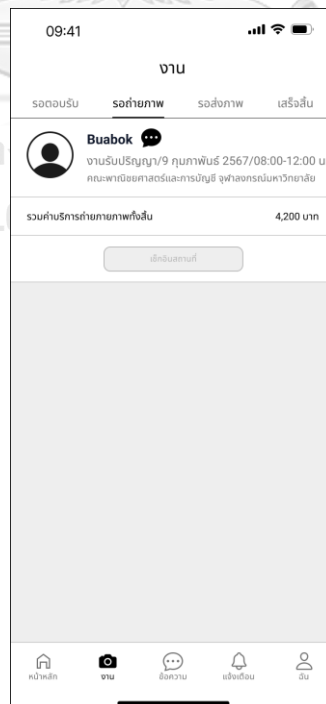 09:41
งาน
รอตอบรับ รอถ่ายภาพ รอส่งภาพ เสร็จสิ้น
Buabok
งานรับปริญญา/9 กุมภาพันธ์ 2567/08:00-12:00 น
คณะพาณิชยศาสตร์และการบัญชี จุฬาลงกรณ์มหาวิทยาลัย
รวมค่าบริการถ่ายภายภาพทั้งสิ้น 4,200 บาท
เช็กอินสถานที่
หน้าหลัก งาน ข้อความ แจ้งเตือน ฉัน